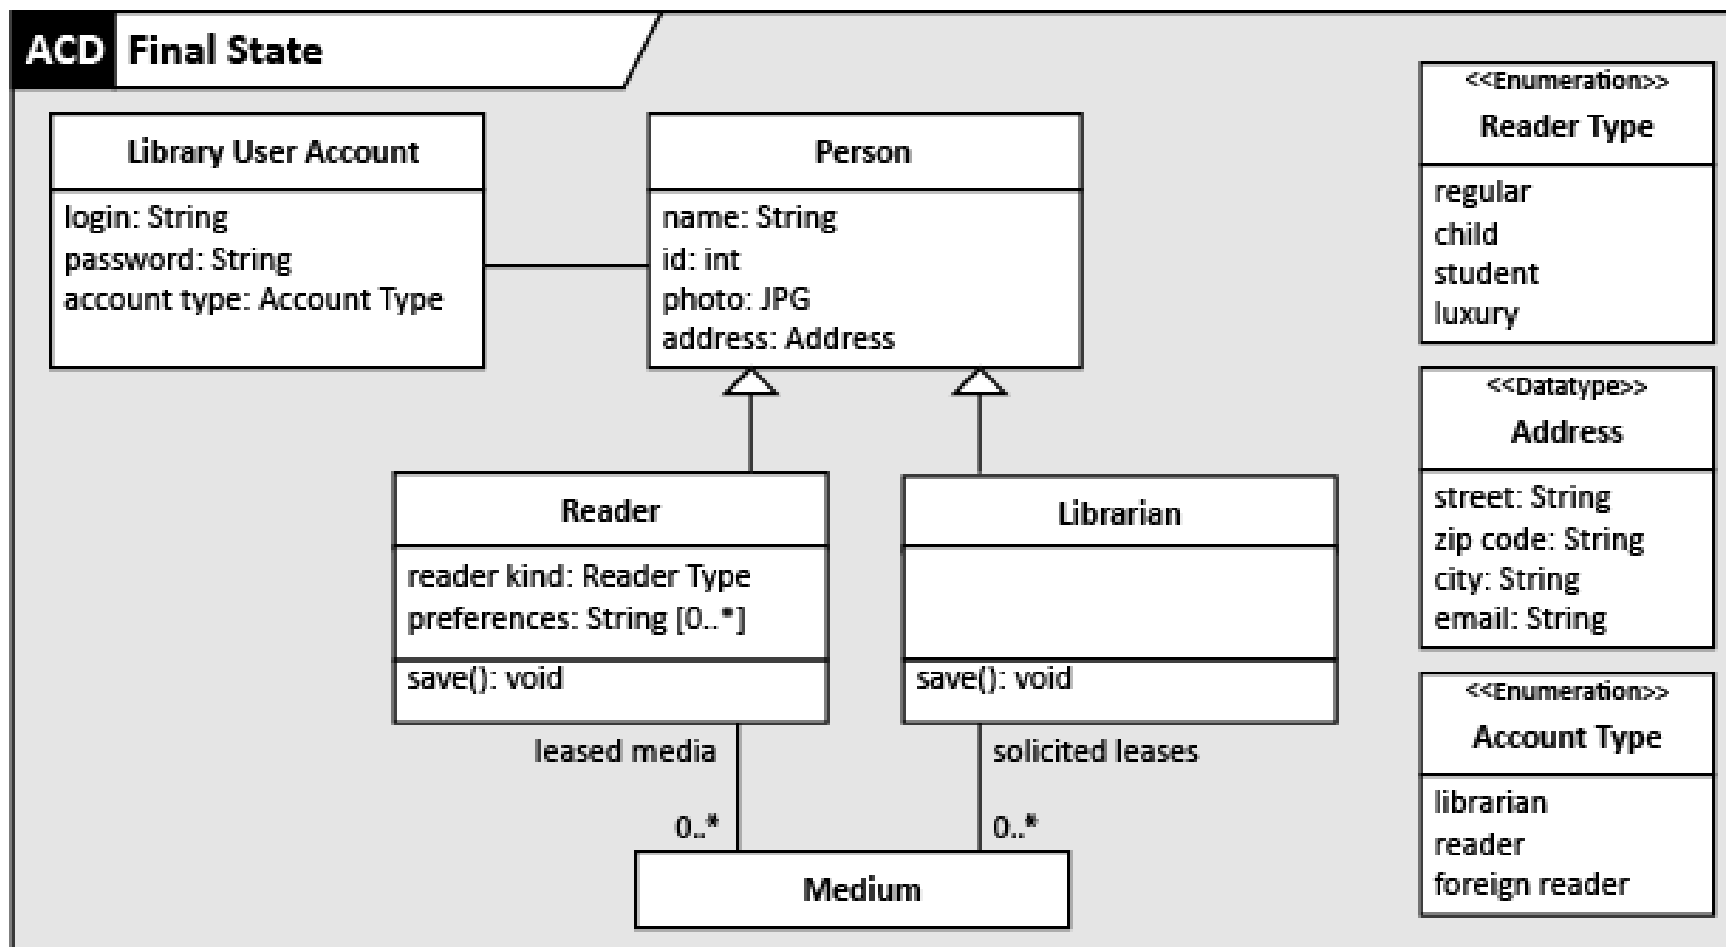 ACD Final State
Library User Account
login: String
password: String
account type: Account Type
Person
name: String
id: int
photo: JPG
address: Address
<<Enumeration>>
Reader Type
regular
child
student
luxury
Reader
reader kind: Reader Type
preferences: String [0..*]
save(): void
Librarian
save(): void
<<Datatype>>
Address
street: String
zip code: String
city: String
email: String
leased media
0..*
solicited leases
0..*
Medium
<<Enumeration>>
Account Type
librarian
reader
foreign reader